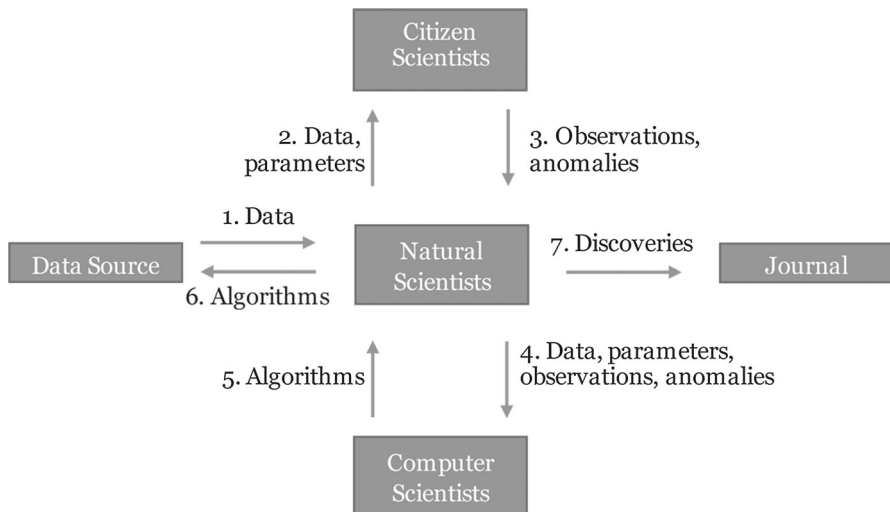 Citizen
Scientists
2. Data,
parameters
3. Observations,
anomalies
1. Data
Data Source
6. Algorithms
Natural
Scientists
7. Discoveries
Journal
5. Algorithms
4. Data, parameters,
observations, anomalies
Computer
Scientists